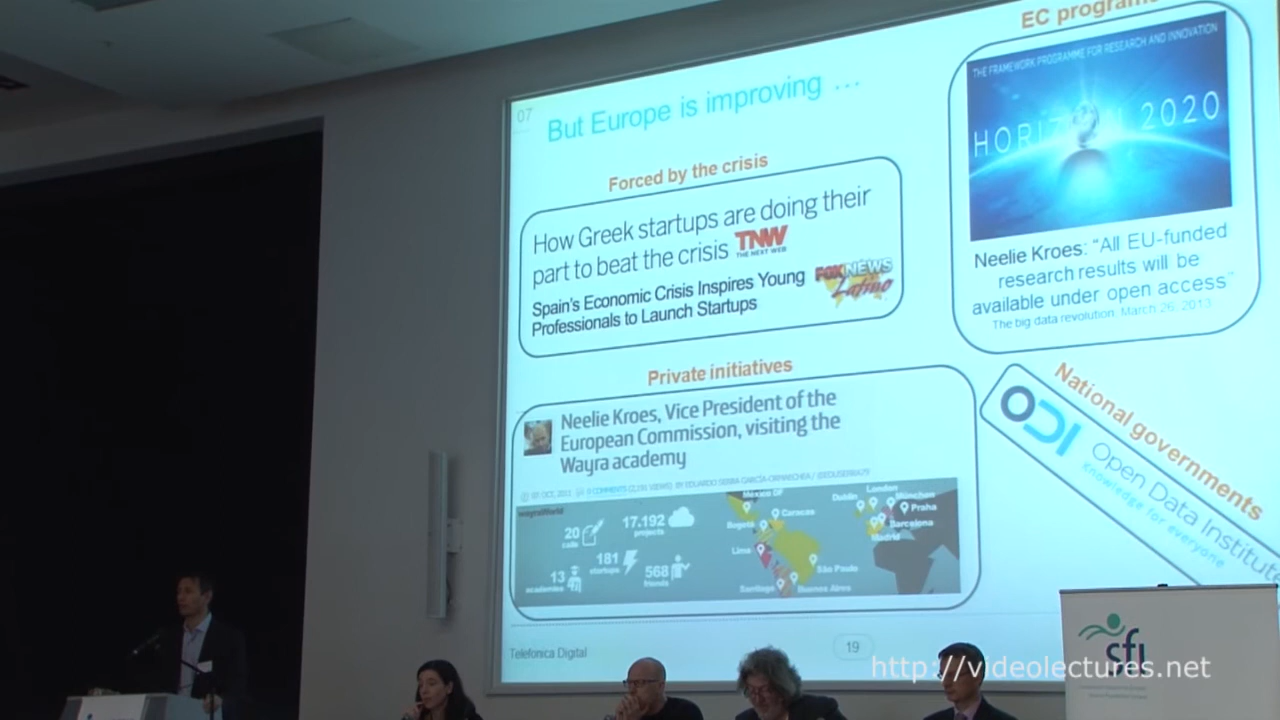 07
But Europe is improving ...
EC program
THE FRAMEWORK PROGRAMME FOR RESEARCH AND INNOVATION
HORIZON 2020
Neelie Kroes: “All EU-funded
research results will be
available under open access”
The big data revolution, March 26, 2013
Forced by the crisis
How Greek startups are doing their
part to beat the crisis
TNW
THE NEXT WEB
Spain's Economic Crisis Inspires Young
Professionals to Launch Startups
FOX NEWS
Latino
Private initiatives
Neelie Kroes, Vice President of the
European Commission, visiting the
Wayra academy
20
calls
17.192
projects
181
startups
13
academies
568
friends
México DF
Caracas
Bogotá
Lima
São Paulo
Santiago
Buenos Aires
London
Dublin
München
Praha
Barcelona
Madrid
National governments
ODI
Open Data Institute
Knowledge for everyone
Telefonica Digital
19
sfi
http://videolectures.net